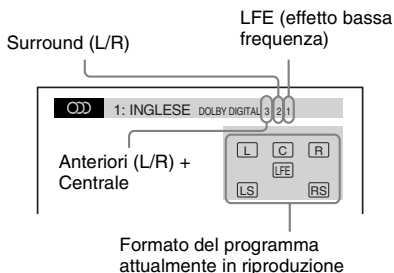 LFE (effetto bassa
frequenza)
Surround (L/R)
1: INGLESE DOLBY DIGITAL 3 2 1
Anteriori (L/R) +
Centrale
L C R
LFE
LS RS
Formato del programma
attualmente in riproduzione